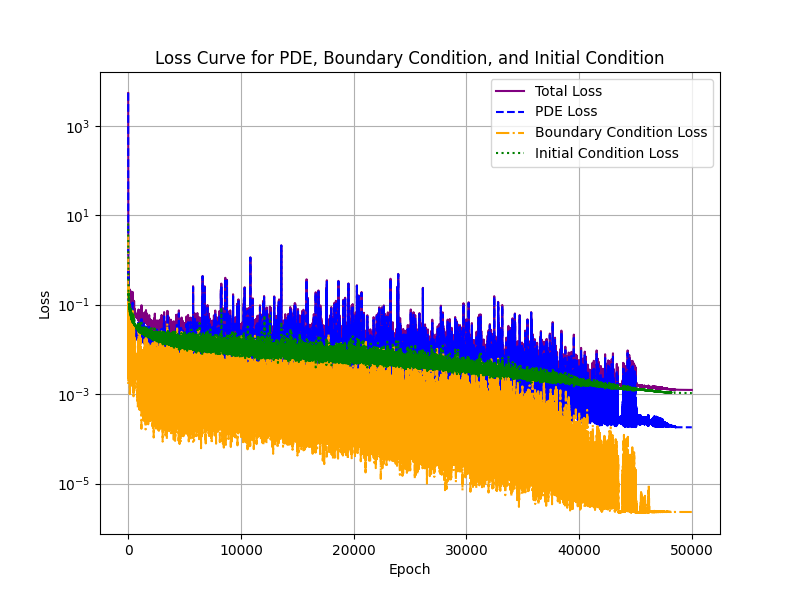 Loss Curve for PDE, Boundary Condition, and Initial Condition
Total Loss
PDE Loss
Boundary Condition Loss
Initial Condition Loss
Loss
10³
10¹
10⁻¹
10⁻³
10⁻⁵
0 10000 20000 30000 40000 50000
Epoch